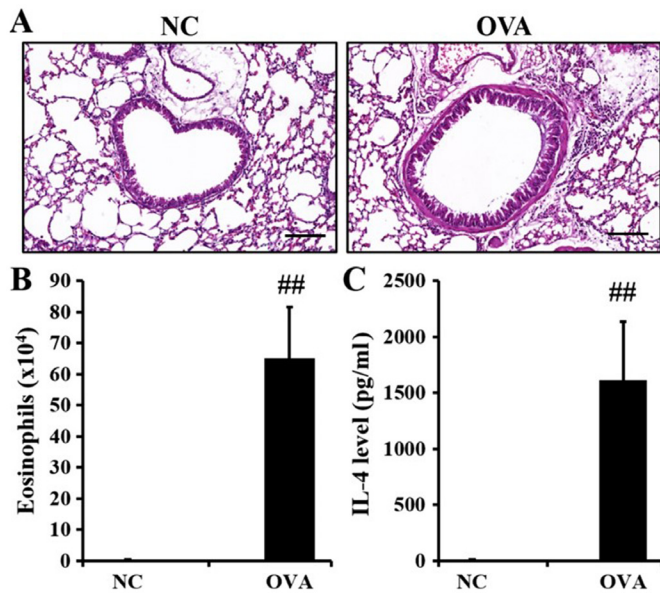 A
NC
OVA
B
Eosinophils (x10⁴)
90
80
70
60
50
40
30
20
10
0
##
NC
OVA
C
IL-4 level (pg/ml)
2500
2000
1500
1000
500
0
##
NC
OVA